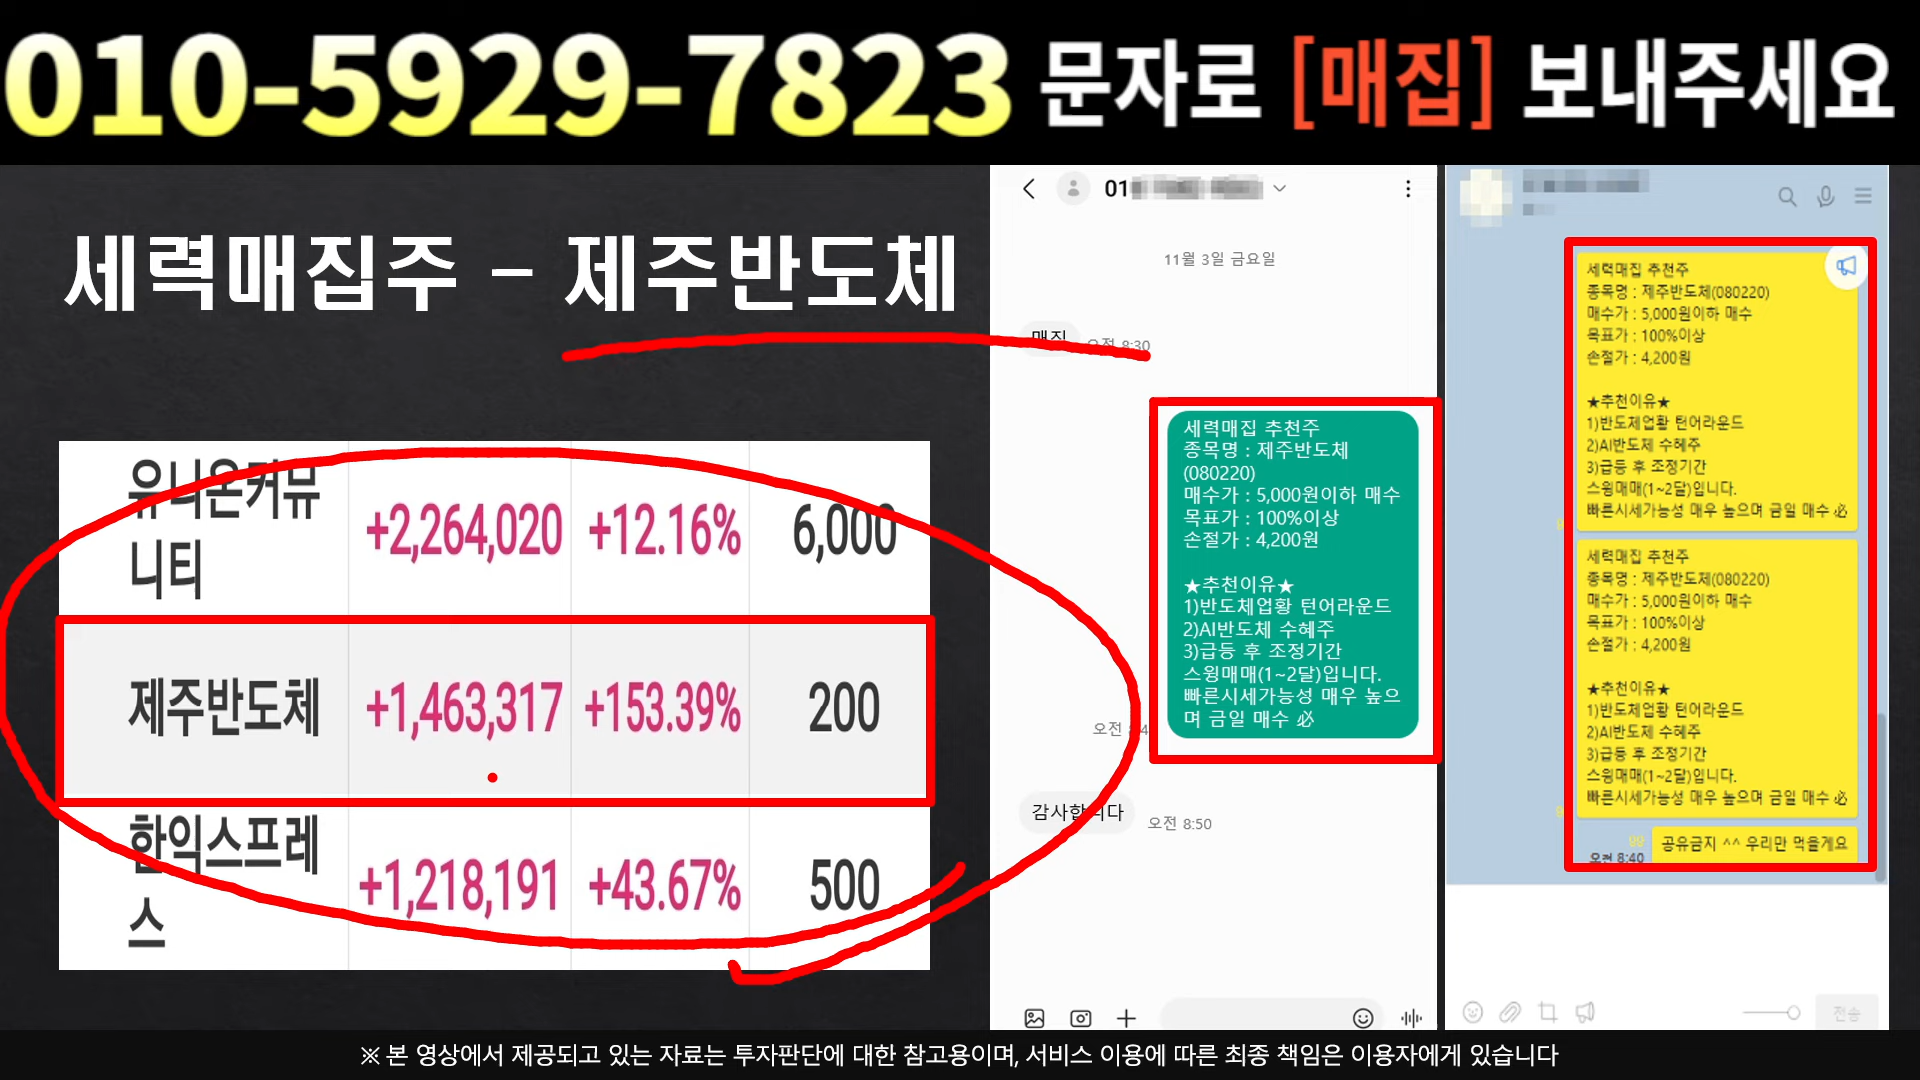 010-5929-7823 문자로 [매집] 보내주세요
세력매집주 - 제주반도체
유니온커뮤
니티
+2,264,020
+12.16%
6,000
제주반도체
+1,463,317
+153.39%
200
한익스프레
스
+1,218,191
+43.67%
500
01
11월 3일 금요일
매집
오전 8:30
세력매집 추천주
종목명 : 제주반도체
(080220)
매수가 : 5,000원이하 매수
목표가 : 100%이상
손절가 : 4,200원
★추천이유★
1)반도체업황 턴어라운드
2)AI반도체 수혜주
3)급등 후 조정기간
스윙매매(1~2달)입니다.
빠른시세가능성 매우 높으
며 금일 매수 必
오전
감사합니다
오전 8:50
세력매집 추천주
종목명 : 제주반도체(080220)
매수가 : 5,000원이하 매수
목표가 : 100%이상
손절가 : 4,200원
★추천이유★
1)반도체업황 턴어라운드
2)AI반도체 수혜주
3)급등 후 조정기간
스윙매매(1~2달)입니다.
빠른시세가능성 매우 높으며 금일 매수 必
세력매집 추천주
종목명 : 제주반도체(080220)
매수가 : 5,000원이하 매수
목표가 : 100%이상
손절가 : 4,200원
★추천이유★
1)반도체업황 턴어라운드
2)AI반도체 수혜주
3)급등 후 조정기간
스윙매매(1~2달)입니다.
빠른시세가능성 매우 높으며 금일 매수 必
오전 8:40
공유금지 ^^ 우리만 먹을게요
전송
※ 본 영상에서 제공되고 있는 자료는 투자판단에 대한 참고용이며, 서비스 이용에 따른 최종 책임은 이용자에게 있습니다